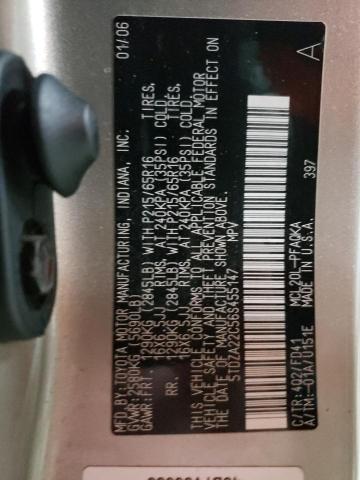 MFD. BY TOYOTA MOTOR MANUFACTURING, INDIANA, INC. 01/06
GVWR: 2580KG (5690LB)
GAWR: FRT. 1290KG (2845LB) WITH P215/65R16 TIRES,
16X6.5JJ RIMS, AT 240KPA (35PSI) COLD.
RR. 1290KG (2845LB) WITH P215/65R16 TIRES,
16X6.5JJ RIMS, AT 240KPA (35PSI) COLD.
THIS VEHICLE CONFORMS TO ALL APPLICABLE FEDERAL MOTOR
VEHICLE SAFETY AND THEFT PREVENTION STANDARDS IN EFFECT ON
THE DATE OF MANUFACTURE SHOWN ABOVE.
5TDZA22C56S455147 MPV
A
C/TR: 4Q2/FD41 MCL20L-PFAQKA 397
A/TM: -01A/U151E MADE IN U.S.A.